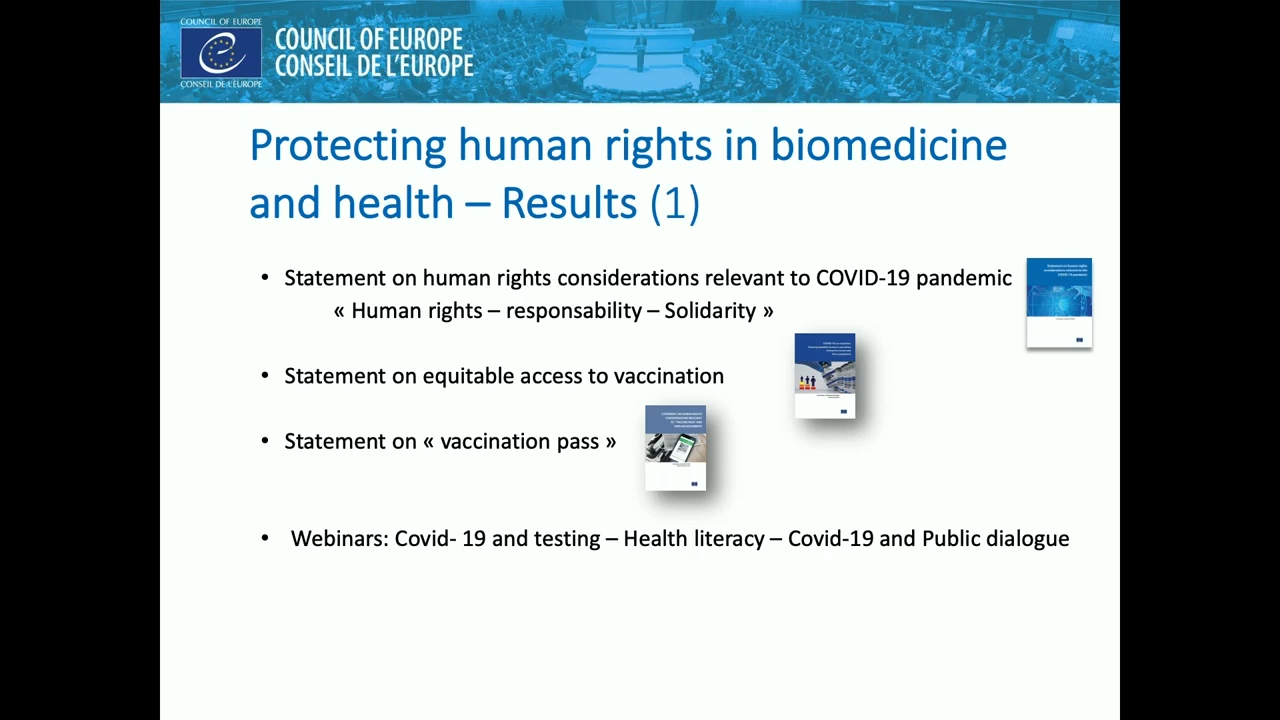 COUNCIL OF EUROPE
CONSEIL DE L'EUROPE
COUNCIL OF EUROPE
CONSEIL DE L'EUROPE
Protecting human rights in biomedicine
and health – Results (1)
• Statement on human rights considerations relevant to COVID-19 pandemic
« Human rights – responsability – Solidarity »
• Statement on equitable access to vaccination
• Statement on « vaccination pass »
• Webinars: Covid- 19 and testing – Health literacy – Covid-19 and Public dialogue